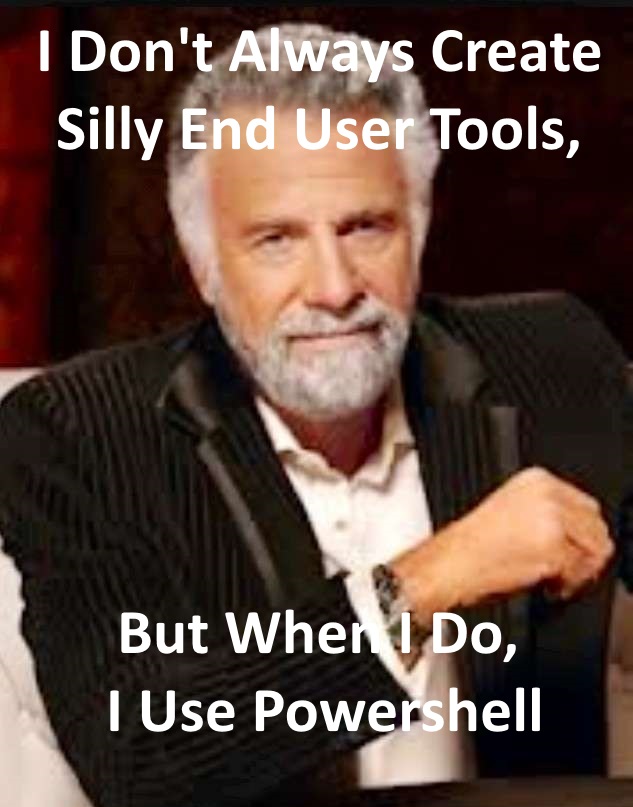 I Don't Always Create
Silly End User Tools,
But When I Do,
I Use Powershell